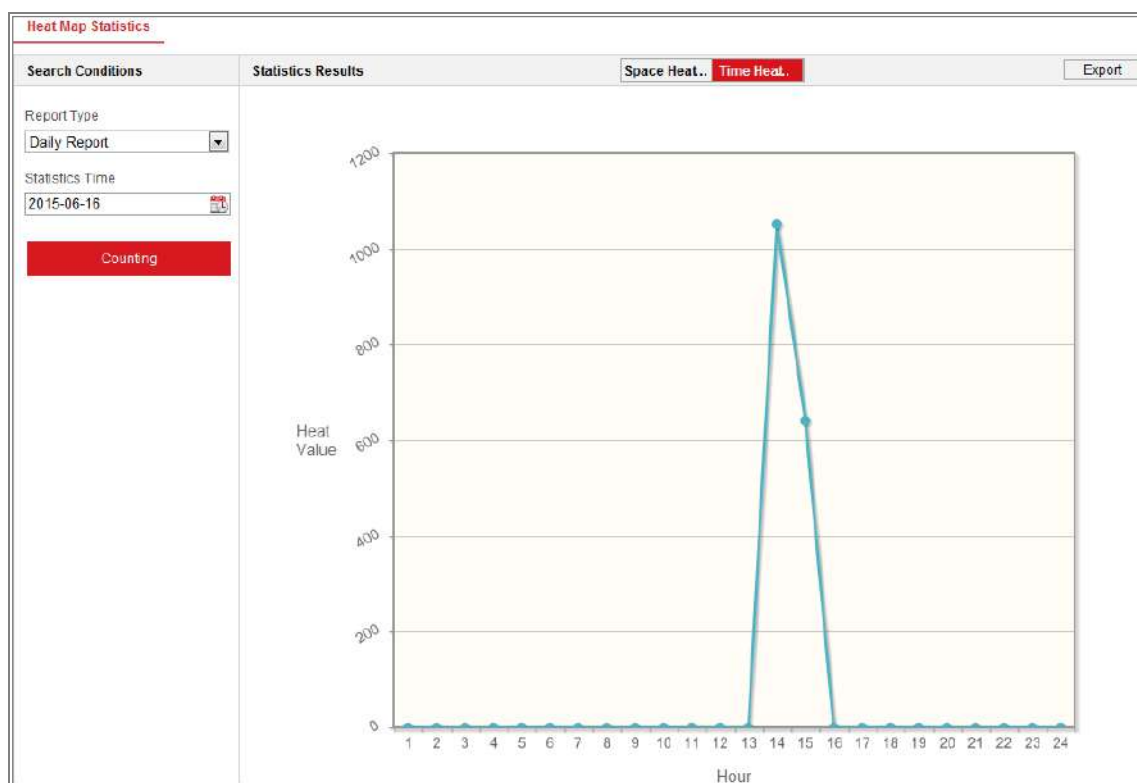 Heat Map Statistics
Search Conditions
Statistics Results
Space Heat...
Time Heat..
Export
Report Type
Daily Report
Statistics Time
2015-06-16
Counting
1200
1000
800
Heat
Value
600
400
200
0
1 2 3 4 5 6 7 8 9 10 11 12 13 14 15 16 17 18 19 20 21 22 23 24
Hour